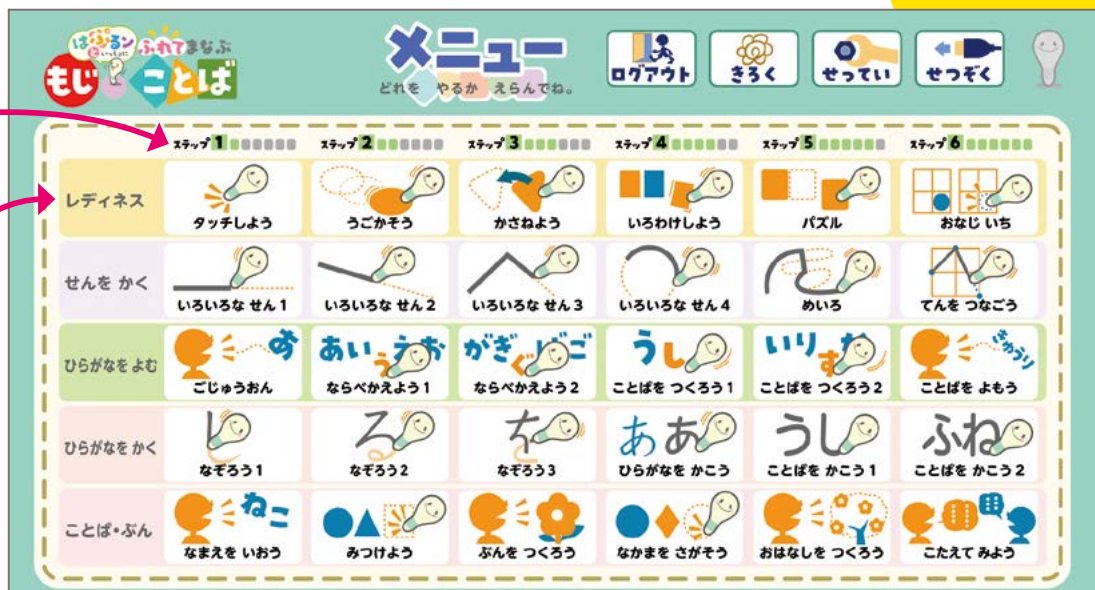 はぷるンといっしょに ふれてまなぶ
もじ ことば
メニュー
どれを やるか えらんでね。
ログアウト きろく せってい せつぞく
ステップ 1 ステップ 2 ステップ 3 ステップ 4 ステップ 5 ステップ 6
レディネス
タッチしよう うごかそう かさねよう いろわけしよう パズル おなじ いち
せんを かく
いろいろな せん1 いろいろな せん2 いろいろな せん3 いろいろな せん4 めいろ てんを つなごう
ひらがなを よむ
あ あいうえお がぎぐげご うし いりす きゅうり
ごじゅうおん ならべかえよう1 ならべかえよう2 ことばを つくろう1 ことばを つくろう2 ことばを よもう
ひらがなを かく
し ろ ち あ あ うし ふね
なぞろう1 なぞろう2 なぞろう3 ひらがなを かこう ことばを かこう1 ことばを かこう2
ことば・ぶん
ねこ
なまえを いおう みつけよう ぶんを つくろう なかまを さがそう おはなしを つくろう こたえて みよう